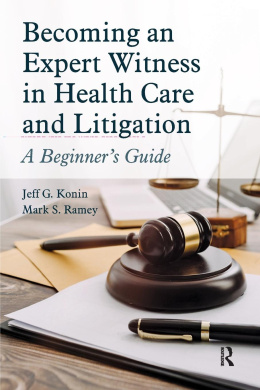 Becoming an
Expert Witness
in Health Care
and Litigation
A Beginner's Guide
Jeff G. Konin
Mark S. Ramey
R